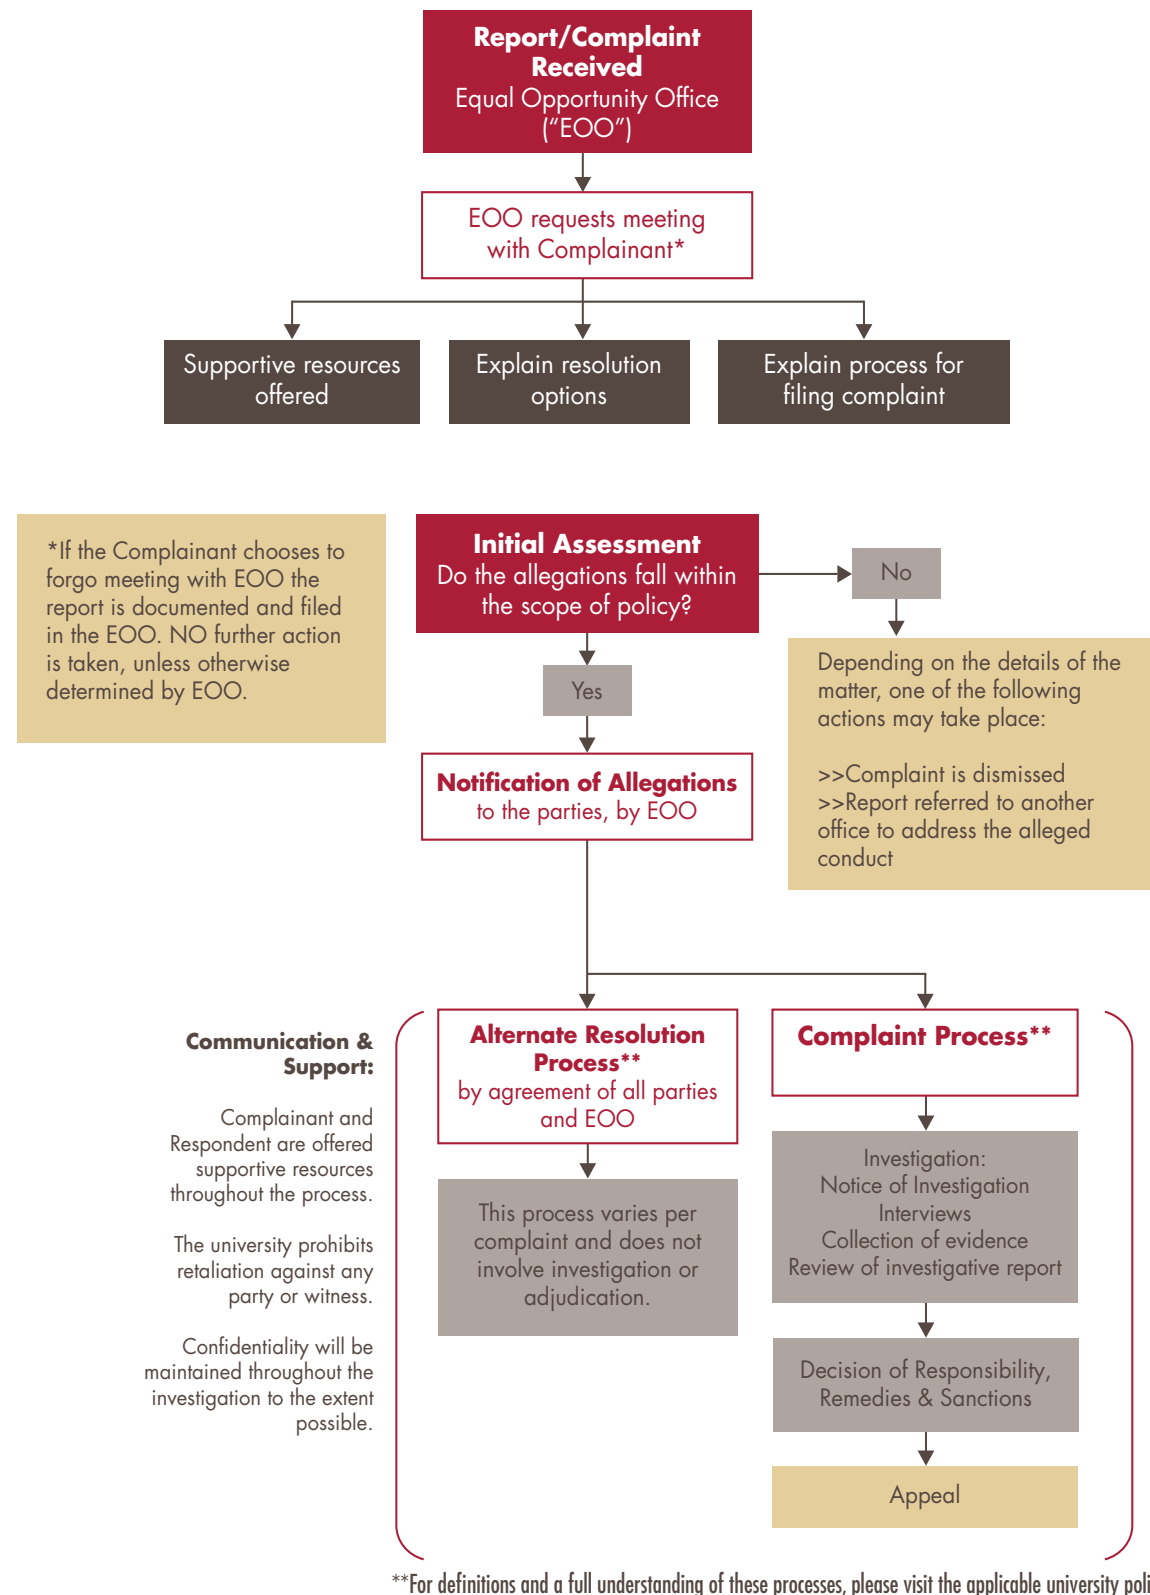 Report/Complaint
Received
Equal Opportunity Office
(“EOO”)
EOO requests meeting
with Complainant*
Supportive resources
offered
Explain resolution
options
Explain process for
filing complaint
*If the Complainant chooses to
forgo meeting with EOO the
report is documented and filed
in the EOO. NO further action
is taken, unless otherwise
determined by EOO.
Initial Assessment
Do the allegations fall within
the scope of policy?
No
Yes
Depending on the details of the
matter, one of the following
actions may take place:
>>Complaint is dismissed
>>Report referred to another
office to address the alleged
conduct
Notification of Allegations
to the parties, by EOO
Communication &
Support:
Complainant and
Respondent are offered
supportive resources
throughout the process.
The university prohibits
retaliation against any
party or witness.
Confidentiality will be
maintained throughout the
investigation to the extent
possible.
Alternate Resolution
Process**
by agreement of all parties
and EOO
This process varies per
complaint and does not
involve investigation or
adjudication.
Complaint Process**
Investigation:
Notice of Investigation
Interviews
Collection of evidence
Review of investigative report
Decision of Responsibility,
Remedies & Sanctions
Appeal
**For definitions and a full understanding of these processes, please visit the applicable university